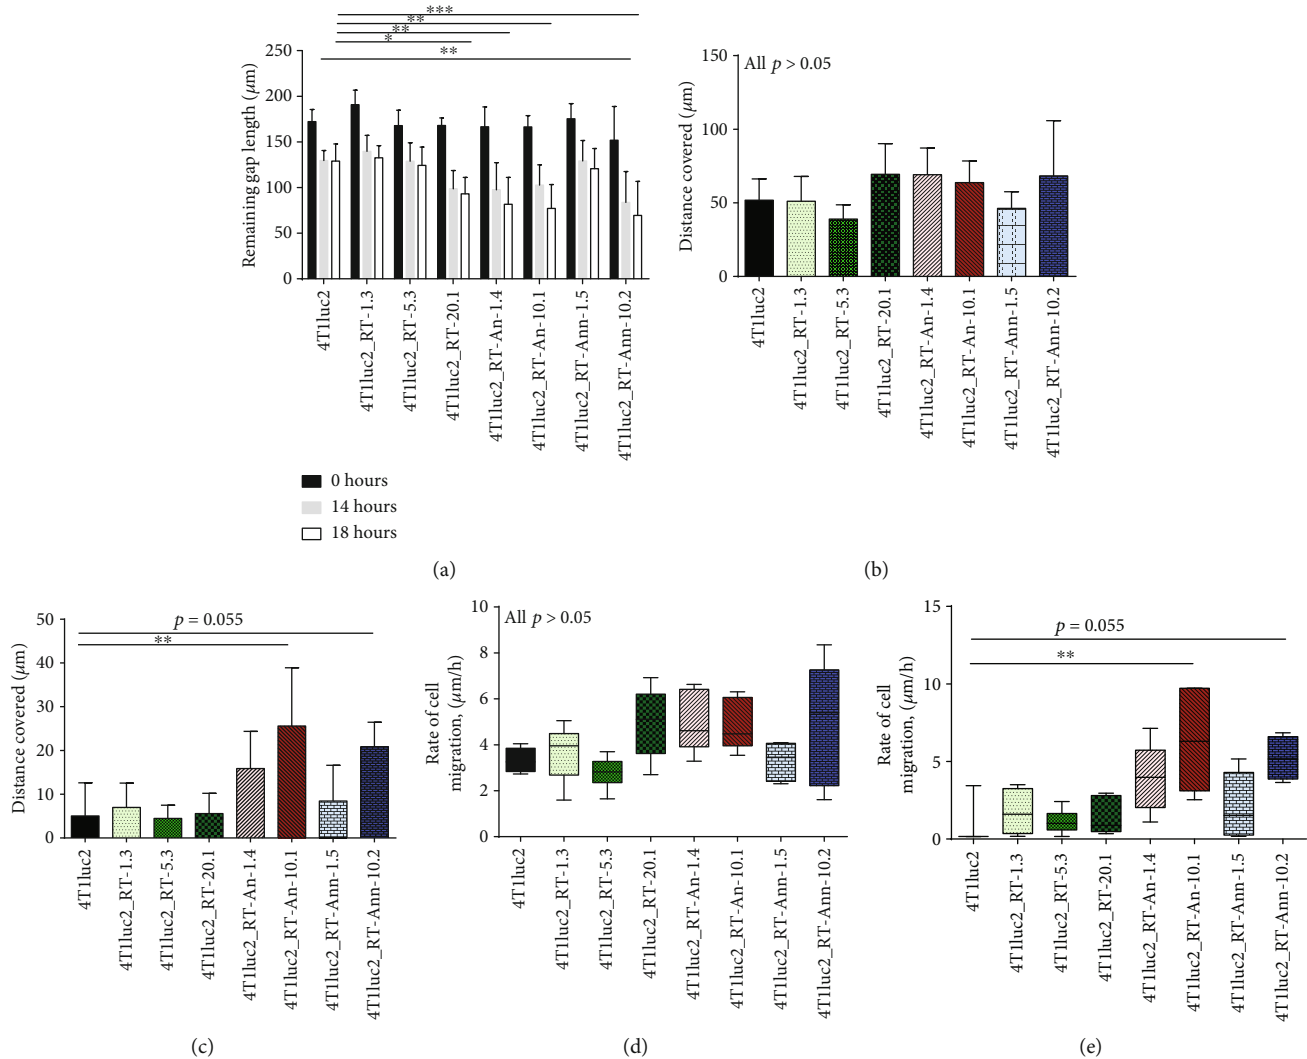 ***
**
**
*
**
Remaining gap length (μm)
250
200
150
100
50
0
4T1luc2
4T1luc2_RT-1.3
4T1luc2_RT-5.3
4T1luc2_RT-20.1
4T1luc2_RT-An-1.4
4T1luc2_RT-An-10.1
4T1luc2_RT-Ann-1.5
4T1luc2_RT-Ann-10.2
0 hours
14 hours
18 hours
(a)
All p > 0.05
Distance covered (μm)
150
100
50
0
4T1luc2
4T1luc2_RT-1.3
4T1luc2_RT-5.3
4T1luc2_RT-20.1
4T1luc2_RT-An-1.4
4T1luc2_RT-An-10.1
4T1luc2_RT-Ann-1.5
4T1luc2_RT-Ann-10.2
(b)
p = 0.055
**
Distance covered (μm)
50
40
30
20
10
0
4T1luc2
4T1luc2_RT-1.3
4T1luc2_RT-5.3
4T1luc2_RT-20.1
4T1luc2_RT-An-1.4
4T1luc2_RT-An-10.1
4T1luc2_RT-Ann-1.5
4T1luc2_RT-Ann-10.2
(c)
All p > 0.05
Rate of cell
migration, (μm/h)
10
8
6
4
2
0
4T1luc2
4T1luc2_RT-1.3
4T1luc2_RT-5.3
4T1luc2_RT-20.1
4T1luc2_RT-An-1.4
4T1luc2_RT-An-10.1
4T1luc2_RT-Ann-1.5
4T1luc2_RT-Ann-10.2
(d)
p = 0.055
**
Rate of cell
migration, (μm/h)
15
10
5
0
4T1luc2
4T1luc2_RT-1.3
4T1luc2_RT-5.3
4T1luc2_RT-20.1
4T1luc2_RT-An-1.4
4T1luc2_RT-An-10.1
4T1luc2_RT-Ann-1.5
4T1luc2_RT-Ann-10.2
(e)